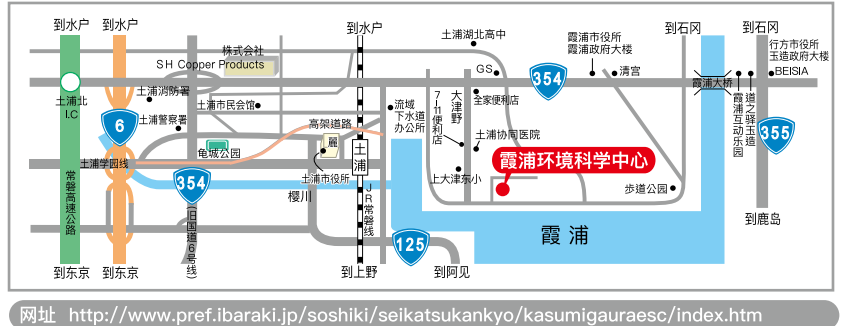 到水户
到水户
到水户
到石冈
到石冈
株式会社
SH Copper Products
土浦湖北高中
GS
霞浦市役所
霞浦政府大楼
354
清宫
行方市役所
玉造政府大楼
BEISIA
霞浦大桥
土浦北
I.C
土浦消防署
土浦市民会馆
土浦警察署
6
高架道路
流域
下水道
办公所
大津野
7-11便利店
全家便利店
土浦协同医院
霞浦互动乐园
道之驿玉造
355
龟城公园
土浦学园线
354
土浦市役所
土浦
霞浦环境科学中心
上大津东小
步道公园
常磐高速公路
(旧国道6号线)
樱川
JR常磐线
125
霞浦
到鹿岛
到东京
到东京
到上野
到阿见
网址 http://www.pref.ibaraki.jp/soshiki/seikatsukankyo/kasumigauraesc/index.htm